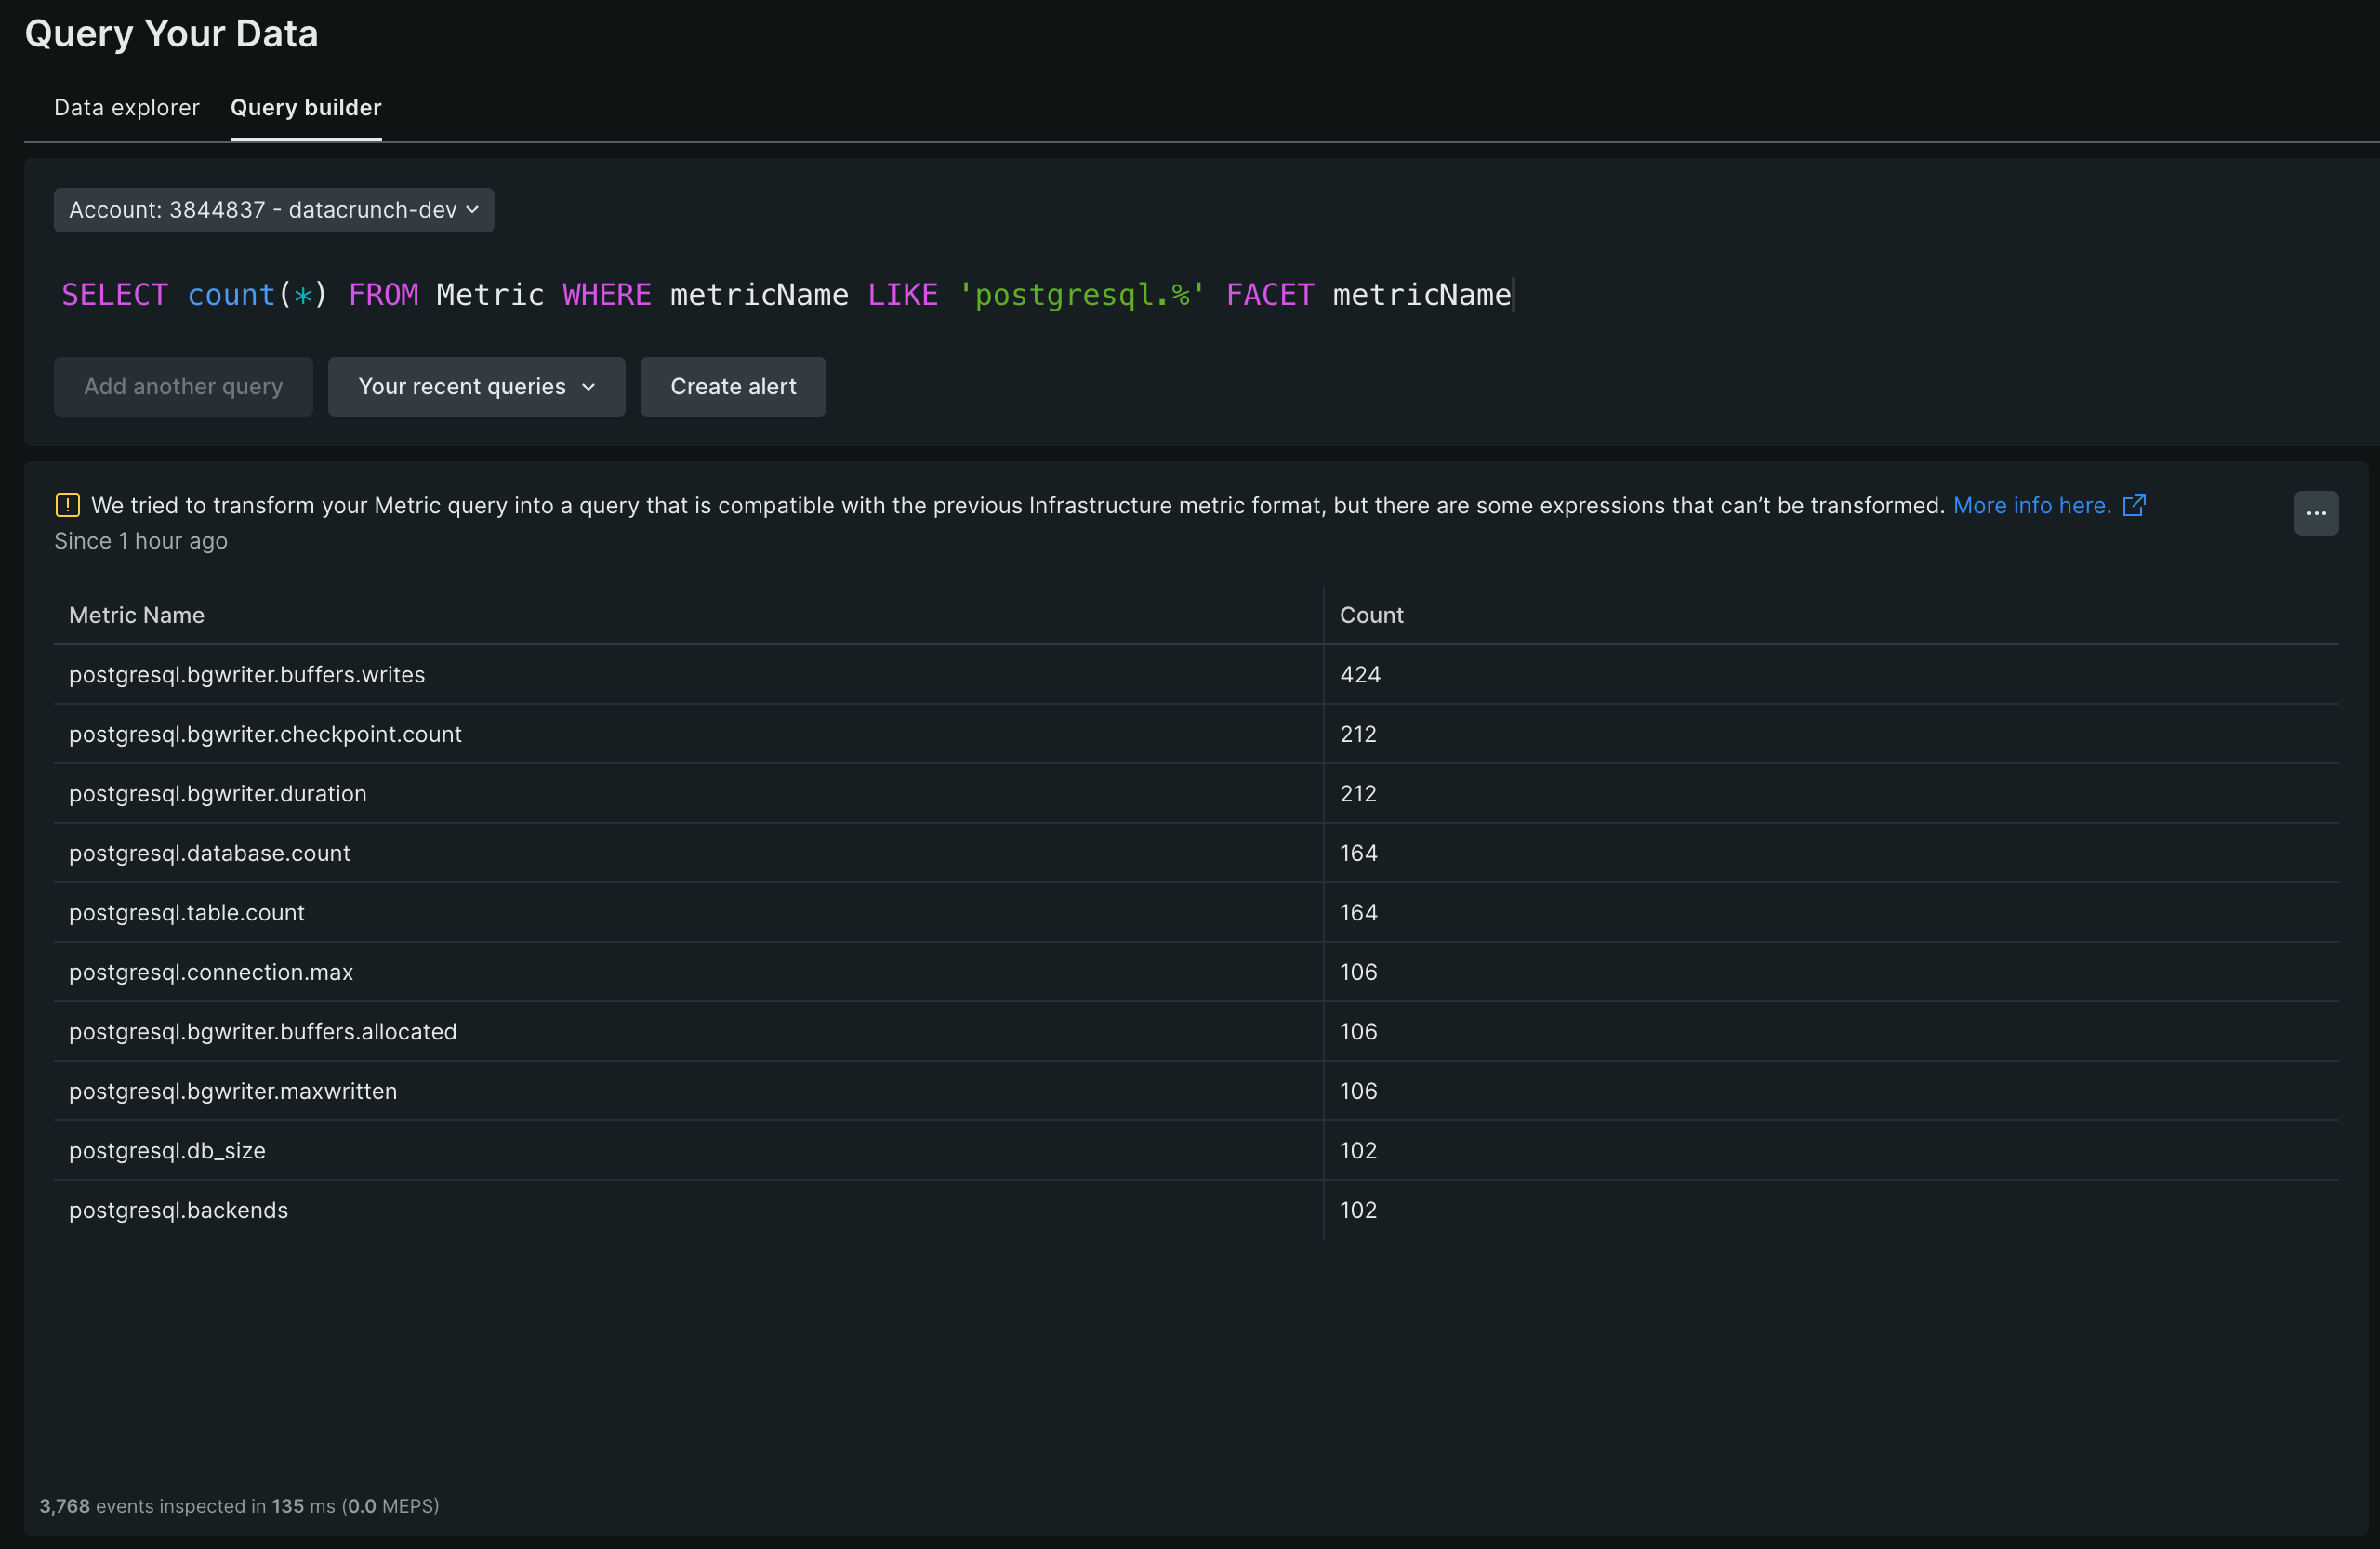 Query Your Data
Data explorer Query builder
Account: 3844837 - datacrunch-dev
SELECT count(*) FROM Metric WHERE metricName LIKE 'postgresql.%' FACET metricName
Add another query Your recent queries Create alert
We tried to transform your Metric query into a query that is compatible with the previous Infrastructure metric format, but there are some expressions that can’t be transformed. More info here.
Since 1 hour ago
Metric Name Count
postgresql.bgwriter.buffers.writes 424
postgresql.bgwriter.checkpoint.count 212
postgresql.bgwriter.duration 212
postgresql.database.count 164
postgresql.table.count 164
postgresql.connection.max 106
postgresql.bgwriter.buffers.allocated 106
postgresql.bgwriter.maxwritten 106
postgresql.db_size 102
postgresql.backends 102
3,768 events inspected in 135 ms (0.0 MEPS)